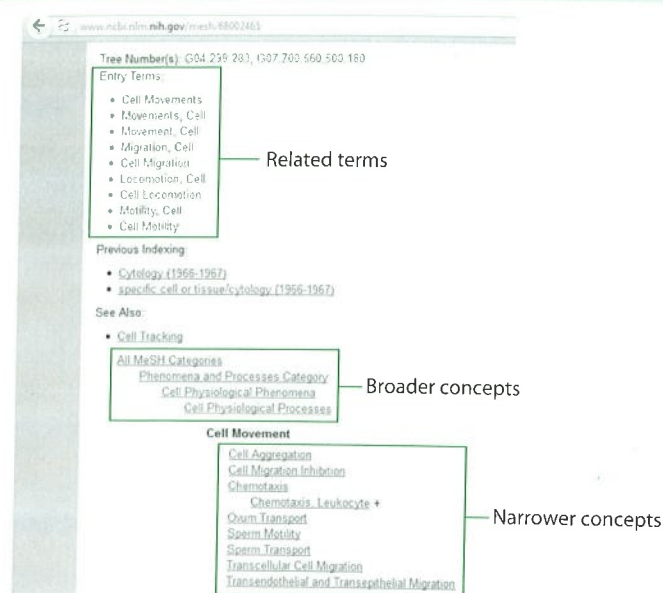 www.ncbi.nlm.nih.gov/mesh/68002465
Tree Number(s): G04.299.283, G07.700.560.500.180
Entry Terms:
• Cell Movements
• Movements, Cell
• Movement, Cell
• Migration, Cell
• Cell Migration
• Locomotion, Cell
• Cell Locomotion
• Motility, Cell
• Cell Motility
Related terms
Previous Indexing:
• Cytology (1966-1967)
• specific cell or tissue/cytology (1966-1967)
See Also:
• Cell Tracking
All MeSH Categories
Phenomena and Processes Category
Cell Physiological Phenomena
Cell Physiological Processes
Broader concepts
Cell Movement
Cell Aggregation
Cell Migration Inhibition
Chemotaxis
Chemotaxis, Leukocyte +
Ovum Transport
Sperm Motility
Sperm Transport
Transcellular Cell Migration
Transendothelial and Transepithelial Migration
Narrower concepts